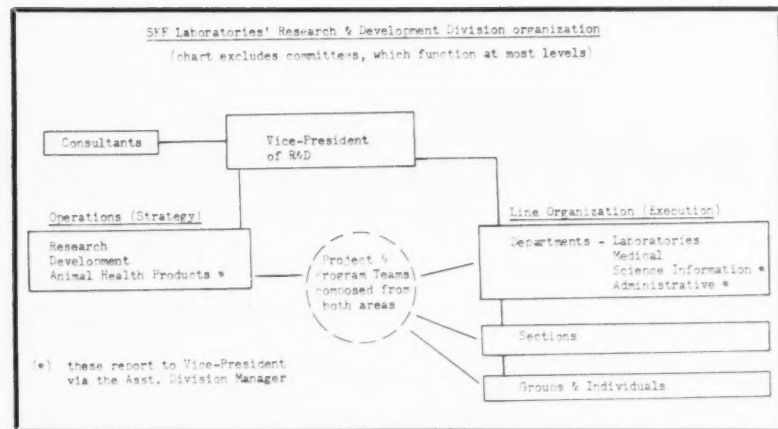 SKF Laboratories' Research & Development Division organization
(chart excludes committees, which function at most levels)
Consultants
Vice-President
of R&D
Operations (Strategy)
Research
Development
Animal Health Products *
Project &
Program Teams
composed from
both areas
Line Organization (Execution)
Departments - Laboratories
Medical
Science Information *
Administrative *
Sections
Groups & Individuals
(*) these report to Vice-President
via the Asst. Division Manager